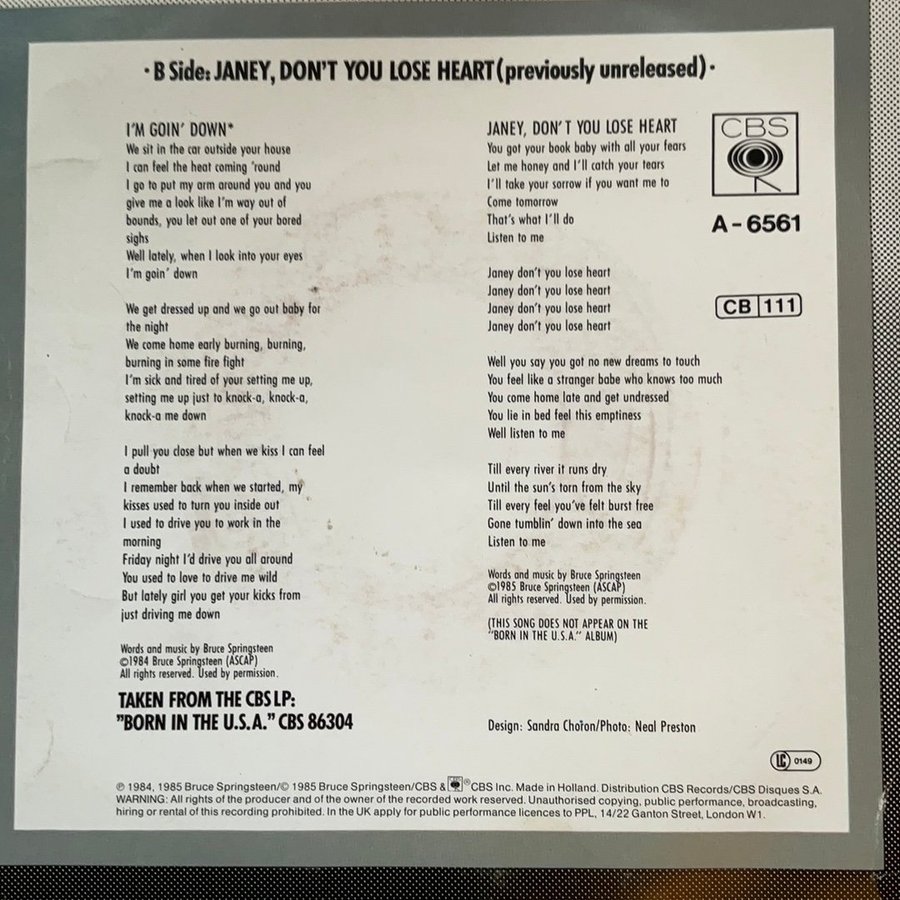 · B Side: JANEY, DON'T YOU LOSE HEART (previously unreleased) ·
I'M GOIN' DOWN*
We sit in the car outside your house
I can feel the heat coming 'round
I go to put my arm around you and you
give me a look like I'm way out of
bounds, you let out one of your bored
sighs
Well lately, when I look into your eyes
I'm goin' down
We get dressed up and we go out baby for
the night
We come home early burning, burning,
burning in some fire fight
I'm sick and tired of your setting me up,
setting me up just to knock-a, knock-a,
knock-a me down
I pull you close but when we kiss I can feel
a doubt
I remember back when we started, my
kisses used to turn you inside out
I used to drive you to work in the
morning
Friday night I'd drive you all around
You used to love to drive me wild
But lately girl you get your kicks from
just driving me down
Words and music by Bruce Springsteen
©1984 Bruce Springsteen (ASCAP)
All rights reserved. Used by permission.
TAKEN FROM THE CBS LP:
"BORN IN THE U.S.A." CBS 86304
JANEY, DON'T YOU LOSE HEART
You got your book baby with all your fears
Let me honey and I'll catch your tears
I'll take your sorrow if you want me to
Come tomorrow
That's what I'll do
Listen to me
Janey don't you lose heart
Janey don't you lose heart
Janey don't you lose heart
Janey don't you lose heart
Well you say you got no new dreams to touch
You feel like a stranger babe who knows too much
You come home late and get undressed
You lie in bed feel this emptiness
Well listen to me
Till every river it runs dry
Until the sun's torn from the sky
Till every feel you've felt burst free
Gone tumblin' down into the sea
Listen to me
Words and music by Bruce Springsteen
©1985 Bruce Springsteen (ASCAP)
All rights reserved. Used by permission.
(THIS SONG DOES NOT APPEAR ON THE
"BORN IN THE U.S.A." ALBUM)
Design: Sandra Choron/Photo: Neal Preston
CBS
A-6561
CB 111
LC 0149
℗ 1984, 1985 Bruce Springsteen/© 1985 Bruce Springsteen/CBS & ® CBS Inc. Made in Holland. Distribution CBS Records/CBS Disques S.A.
WARNING: All rights of the producer and of the owner of the recorded work reserved. Unauthorised copying, public performance, broadcasting,
hiring or rental of this recording prohibited. In the UK apply for public performance licences to PPL, 14/22 Ganton Street, London W1.